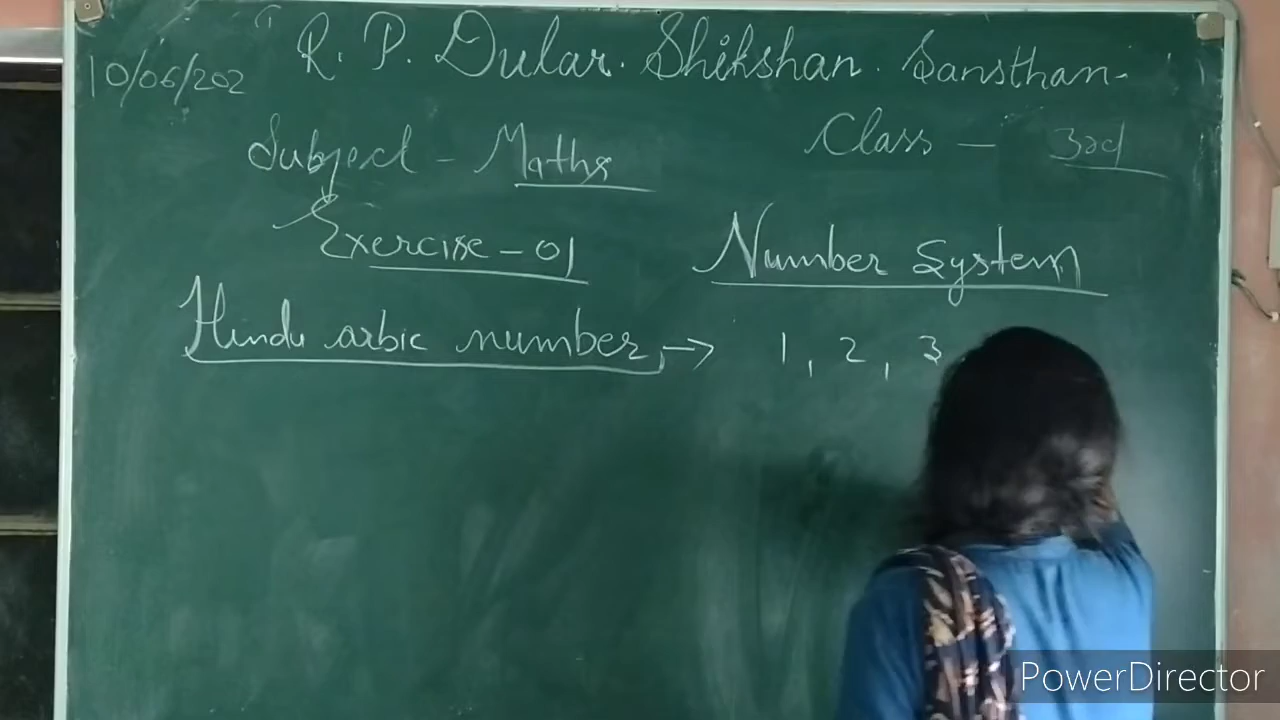 R. P. Dular. Shikshan. Sansthan.
10/06/202
Subject - Maths Class - 3rd
Exercise - 01 Number System
Hindu arbic number, → 1, 2, 3
PowerDirector